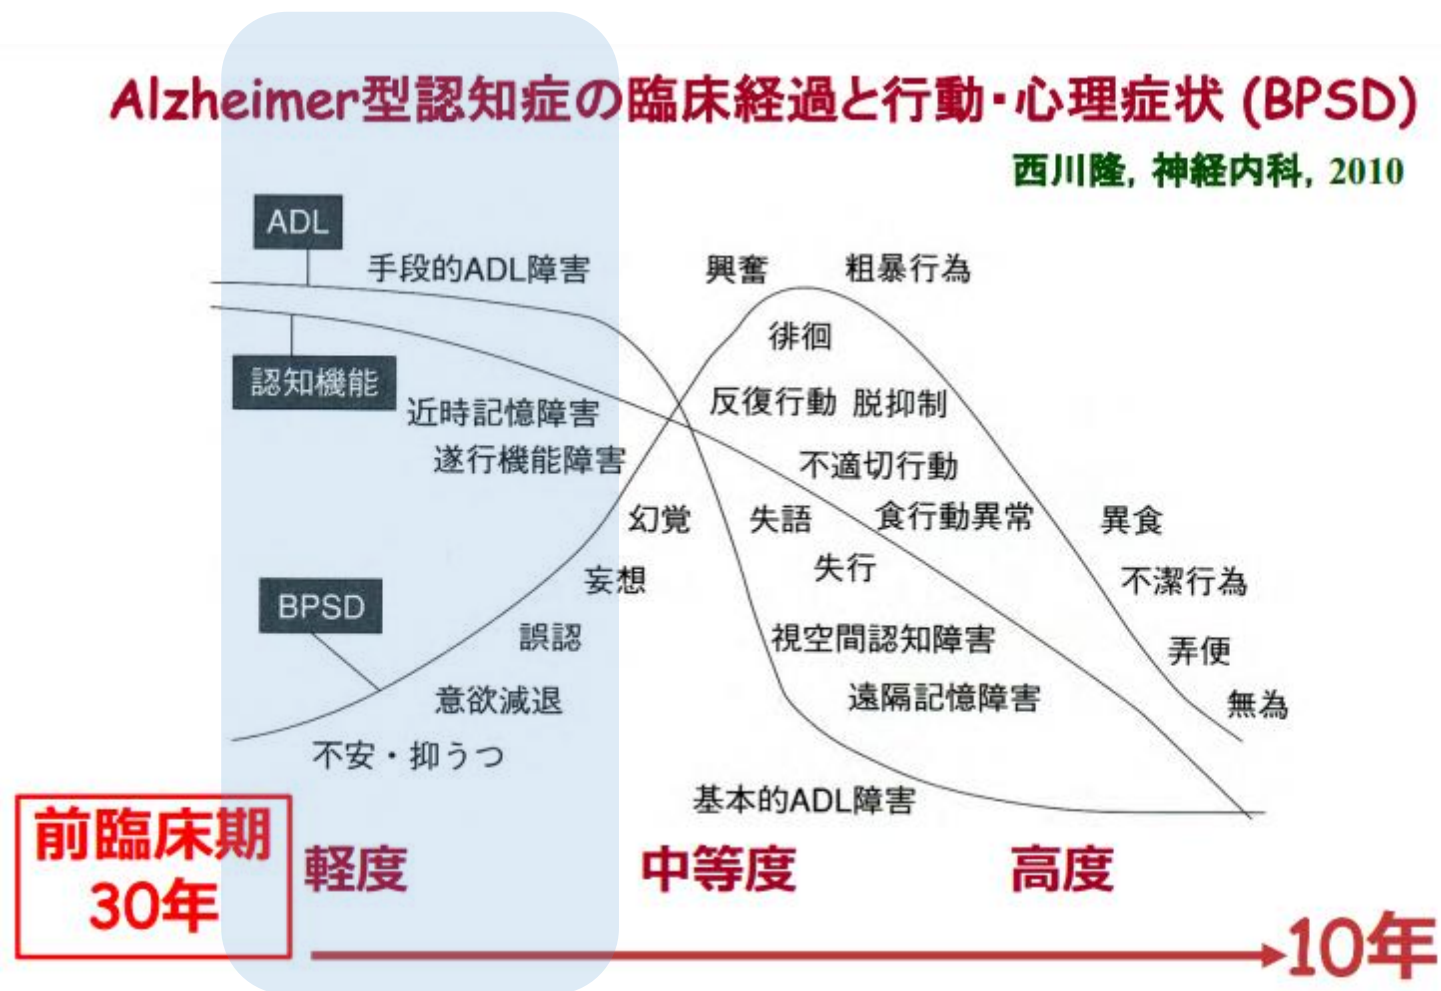 Alzheimer型認知症の臨床経過と行動・心理症状 (BPSD)
西川隆, 神経内科, 2010
ADL
手段的ADL障害
興奮
粗暴行為
徘徊
認知機能
近時記憶障害
反復行動
脱抑制
遂行機能障害
不適切行動
幻覚
失語
食行動異常
異食
妄想
失行
不潔行為
BPSD
誤認
視空間認知障害
弄便
意欲減退
遠隔記憶障害
無為
不安・抑うつ
基本的ADL障害
前臨床期
30年
軽度
中等度
高度
10年